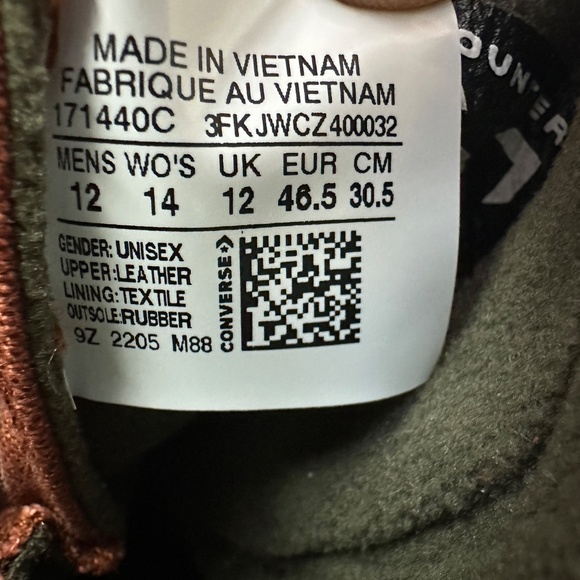 MADE IN VIETNAM
FABRIQUE AU VIETNAM
171440C 3FKJWCZ400032
MENS WO'S UK EUR CM
12 14 12 46.5 30.5
GENDER: UNISEX
UPPER:LEATHER
LINING:TEXTILE
OUTSOLE:RUBBER
9Z 2205 M88
CONVERSE